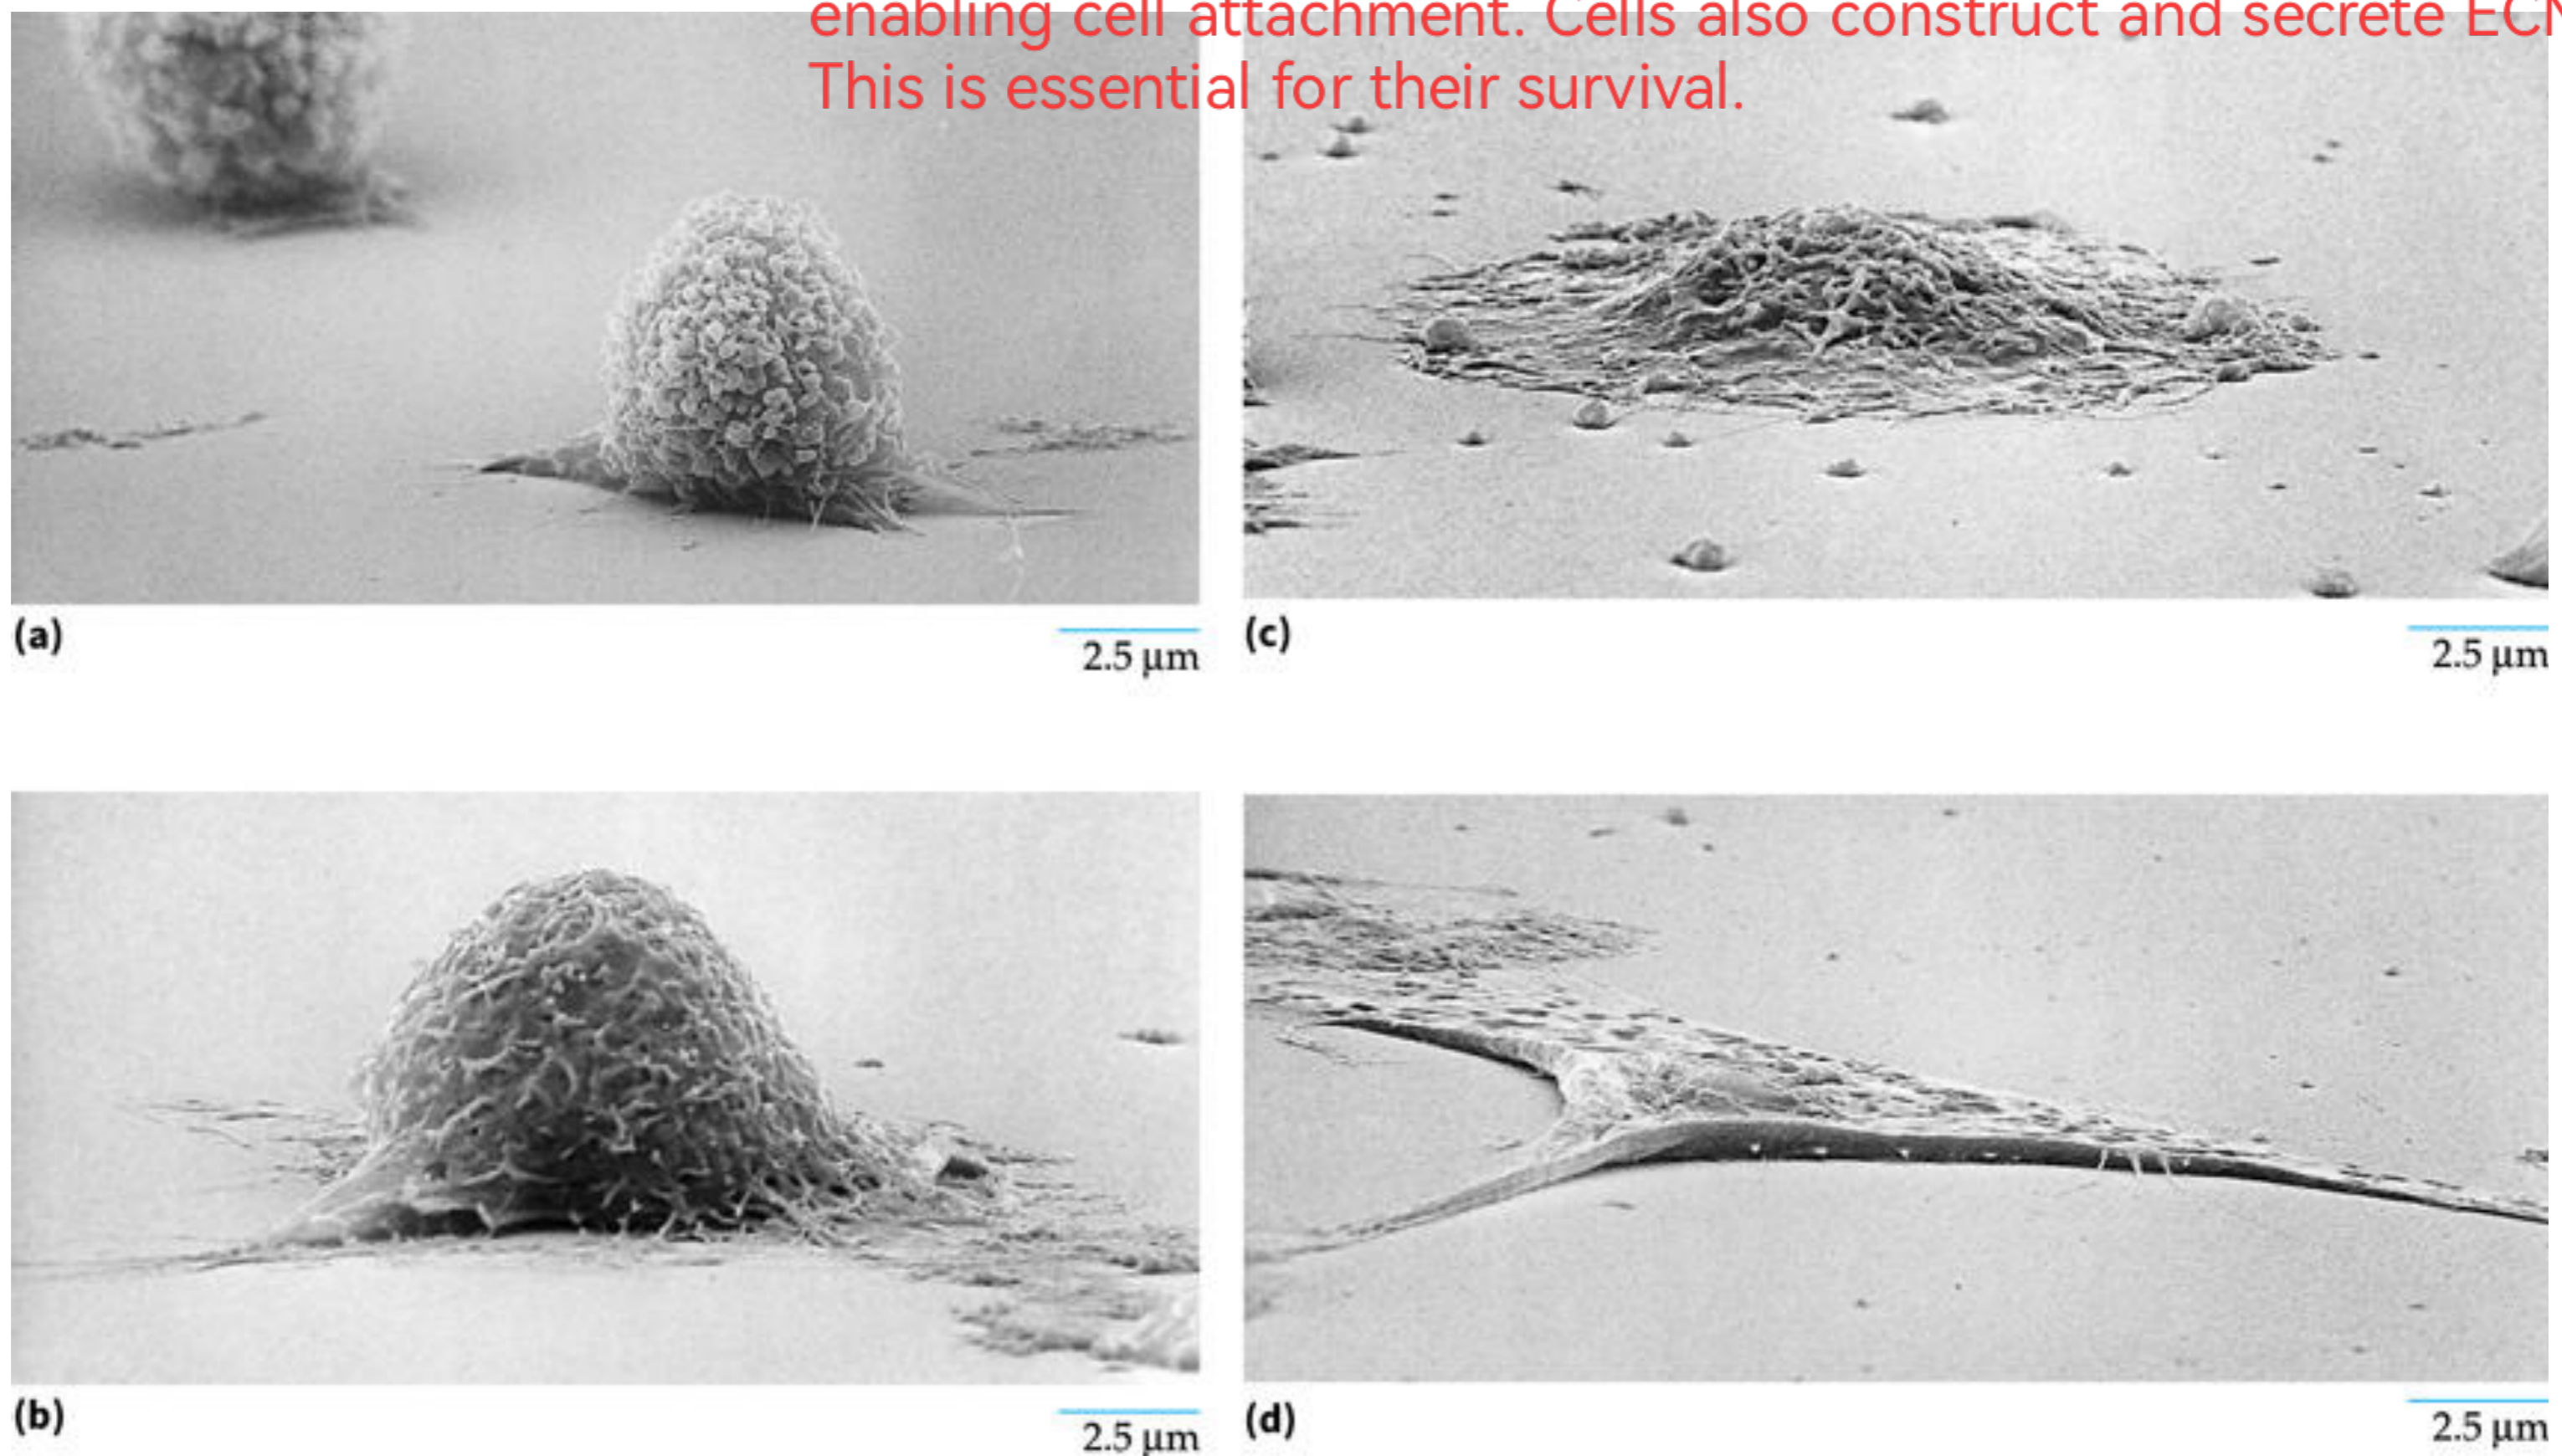 enabling cell attachment. Cells also construct and secrete
This is essential for their survival.
(a)
2.5 µm
(c)
2.5 µm
(b)
2.5 µm
(d)
2.5 µm